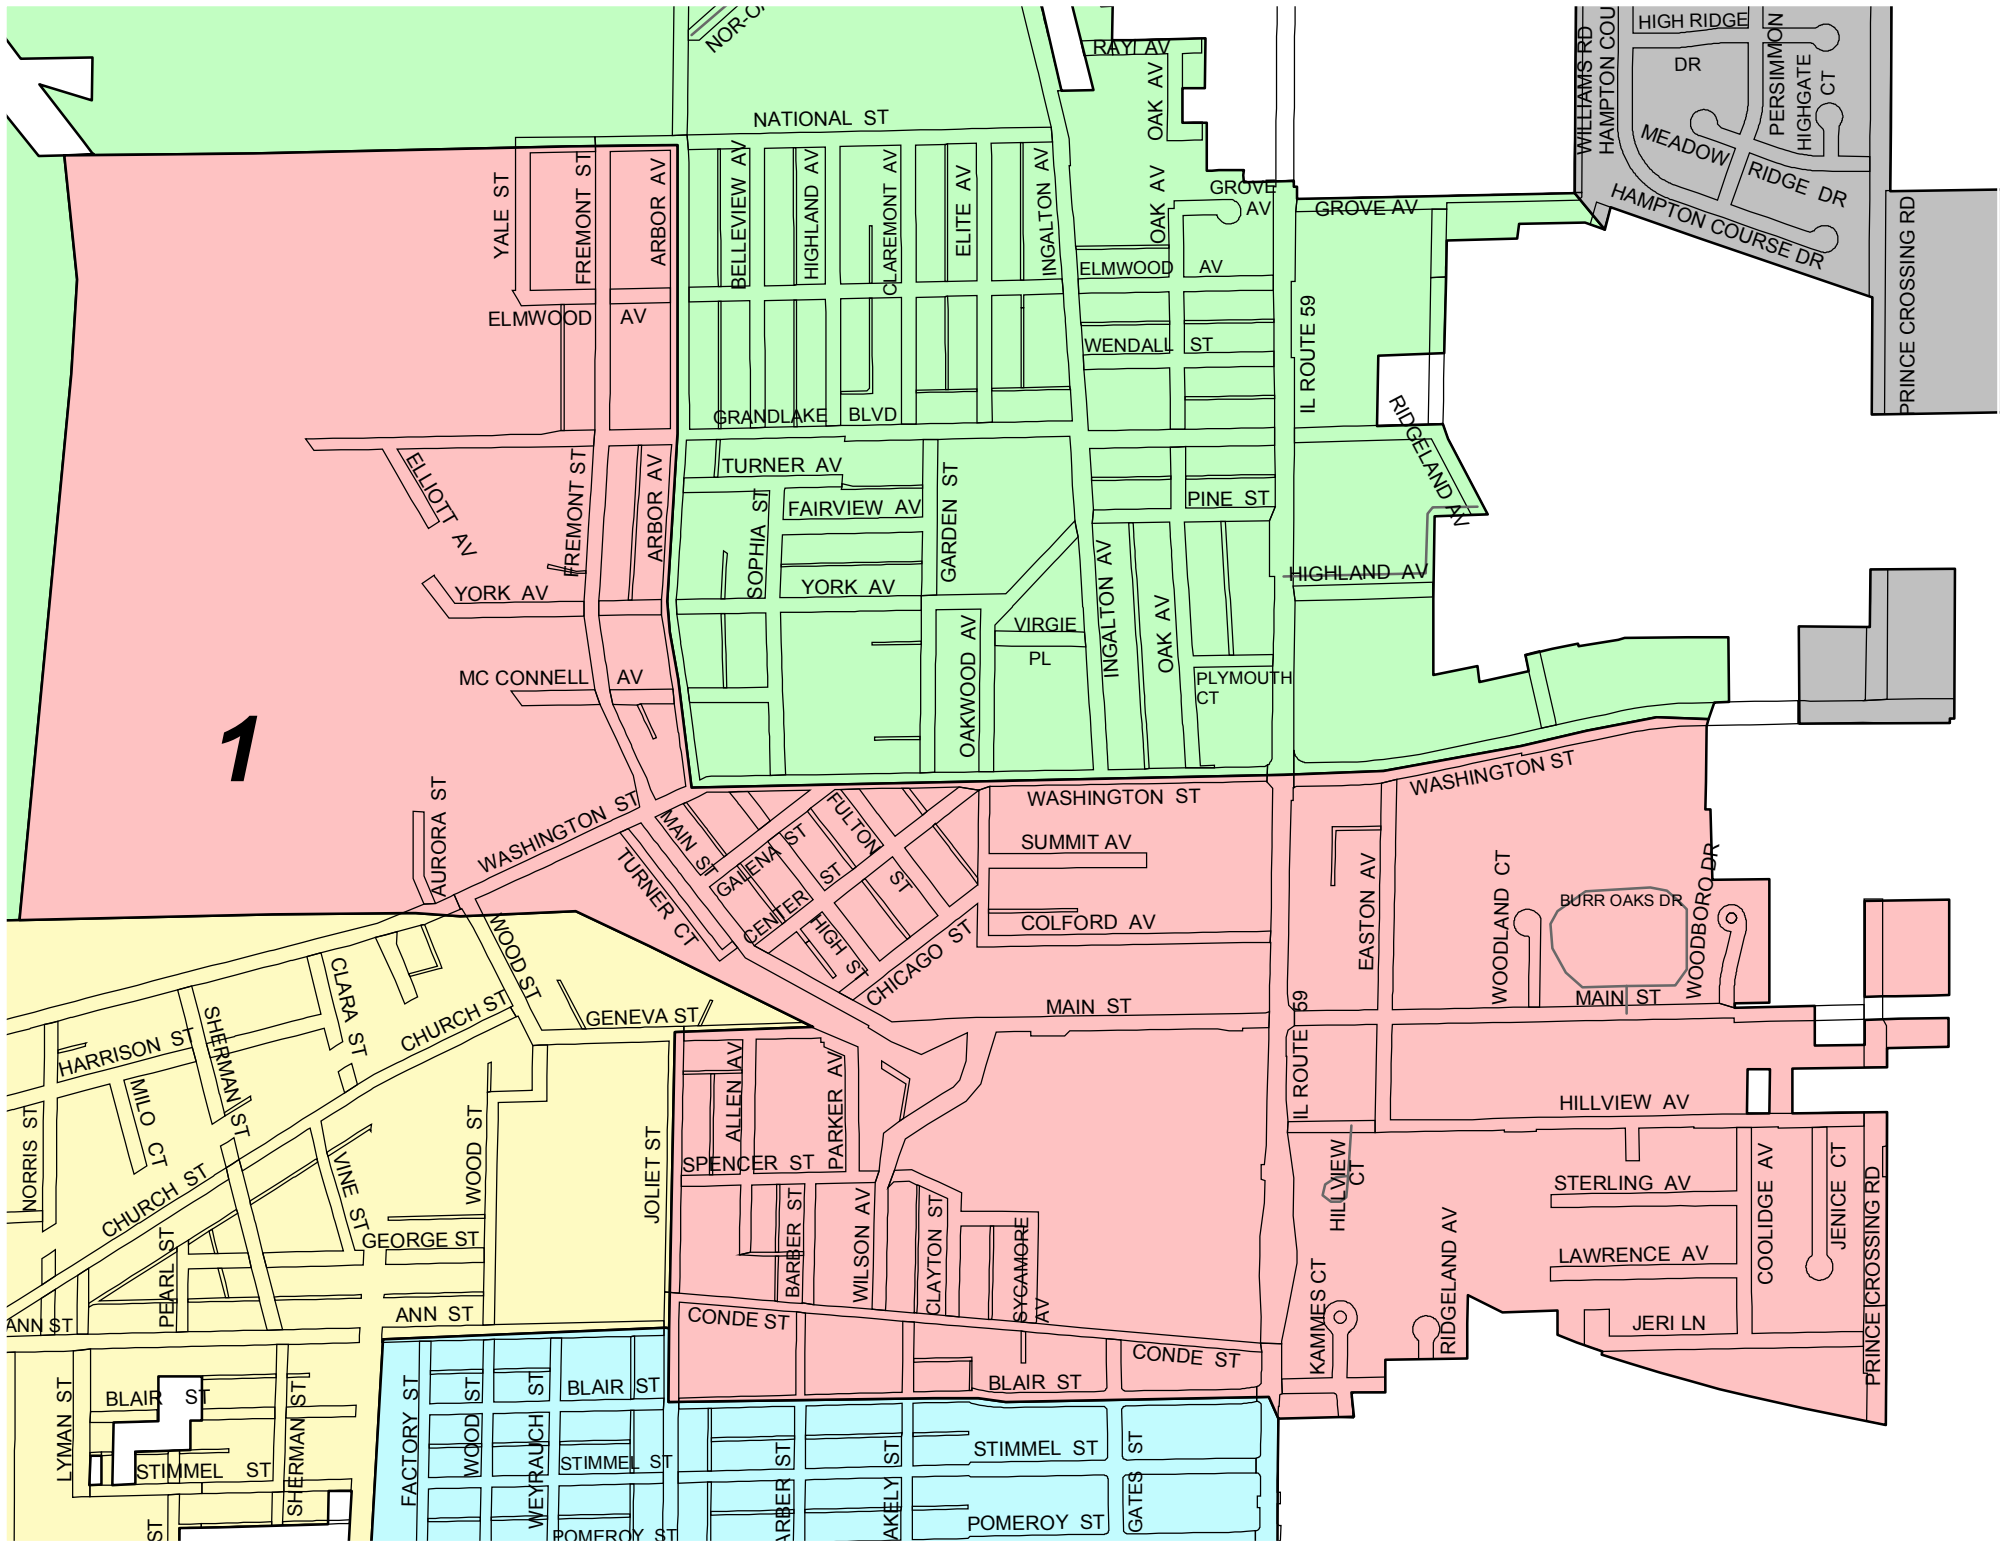 HIGH RIDGE
DR
WILLIAMS RD
PERSIMMON
HIGHGATE
CT
MEADOW
RIDGE DR
HAMPTON COURSE DR
PRINCE CROSSING RD
RAYI AV
OAK AV
NATIONAL ST
YALE ST
FREMONT ST
ARBOR AV
BELLEVIEW AV
HIGHLAND AV
CLAREMONT AV
ELITE AV
INGALTON AV
OAK AV
GROVE
AV
GROVE AV
ELMWOOD AV
ELMWOOD AV
WENDALL ST
IL ROUTE 59
GRANDLAKE BLVD
RIDGELAND AV
ELLIOTT AV
FREMONT ST
ARBOR AV
TURNER AV
SOPHIA ST
FAIRVIEW AV
GARDEN ST
PINE ST
YORK AV
YORK AV
INGALTON AV
OAK AV
HIGHLAND AV
VIRGIE
PL
OAKWOOD AV
PLYMOUTH
CT
MC CONNELL AV
1
AURORA ST
WASHINGTON ST
WASHINGTON ST
WASHINGTON ST
MAIN ST
FULTON
ST
GALENA ST
CENTER ST
TURNER CT
HIGH ST
CHICAGO ST
SUMMIT AV
COLFORD AV
EASTON AV
WOODLAND CT
BURR OAKS DR
WOODBORO DR
MAIN ST
MAIN ST
WOOD ST
CLARA ST
CHURCH ST
GENEVA ST
HARRISON ST
SHERMAN ST
MILO CT
NORRIS ST
CHURCH ST
VINE ST
WOOD ST
JOLIET ST
ALLEN AV
PARKER AV
SPENCER ST
IL ROUTE 59
HILLVIEW AV
HILLVIEW
CT
STERLING AV
COOLIDGE AV
JENICE CT
PRINCE CROSSING RD
LAWRENCE AV
JERI LN
KAMMES CT
RIDGELAND AV
BARBER ST
WILSON AV
CLAYTON ST
SYCAMORE
AV
PEARL ST
GEORGE ST
ANN ST
ANN ST
CONDE ST
CONDE ST
BLAIR ST
BLAIR ST
BLAIR ST
LYMAN ST
STIMMEL ST
SHERMAN ST
FACTORY ST
WOOD ST
WEYRAUCH ST
STIMMEL ST
STIMMEL ST
GATES ST
POMEROY ST
POMEROY ST
ST